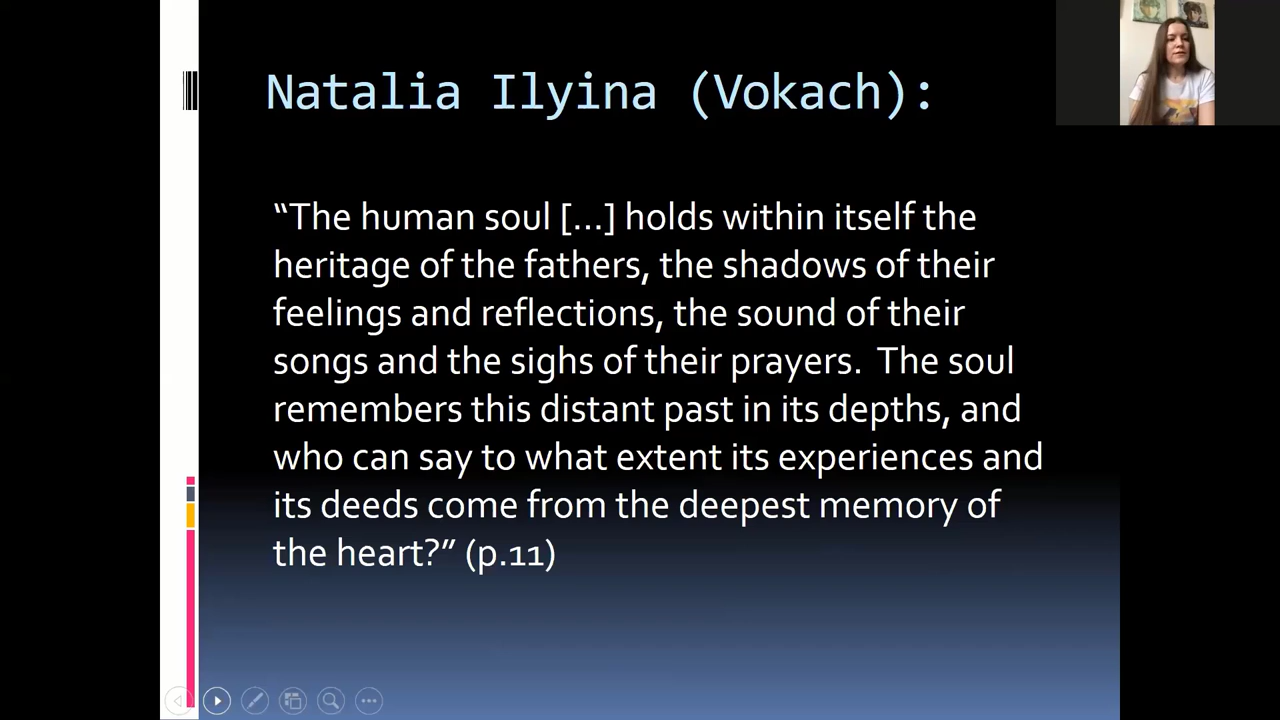 Natalia Ilyina (Vokach):
“The human soul [...] holds within itself the
heritage of the fathers, the shadows of their
feelings and reflections, the sound of their
songs and the sighs of their prayers.  The soul
remembers this distant past in its depths, and
who can say to what extent its experiences and
its deeds come from the deepest memory of
the heart?” (p.11)